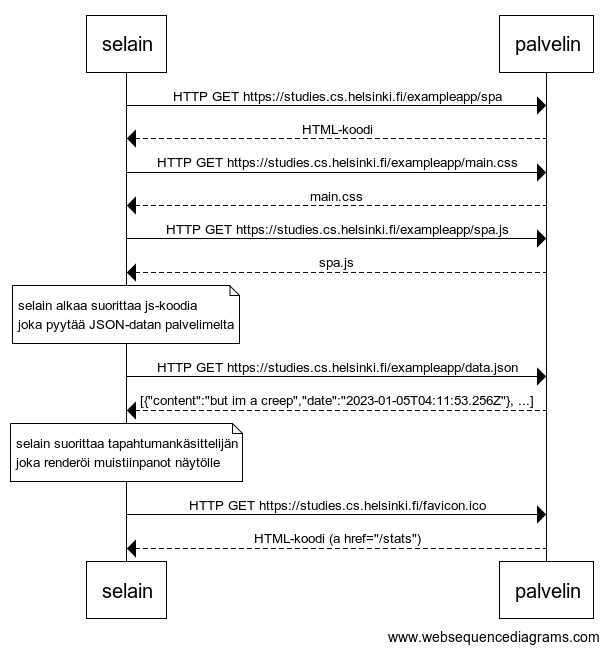 selain
palvelin
HTTP GET https://studies.cs.helsinki.fi/exampleapp/spa
HTML-koodi
HTTP GET https://studies.cs.helsinki.fi/exampleapp/main.css
main.css
HTTP GET https://studies.cs.helsinki.fi/exampleapp/spa.js
spa.js
selain alkaa suorittaa js-koodia
joka pyytää JSON-datan palvelimelta
HTTP GET https://studies.cs.helsinki.fi/exampleapp/data.json
[{"content":"but im a creep","date":"2023-01-05T04:11:53.256Z"}, ...]
selain suorittaa tapahtumankäsittelijän
joka renderöi muistiinpanot näytölle
HTTP GET https://studies.cs.helsinki.fi/favicon.ico
HTML-koodi (a href="/stats")
selain
palvelin
www.websequencediagrams.com